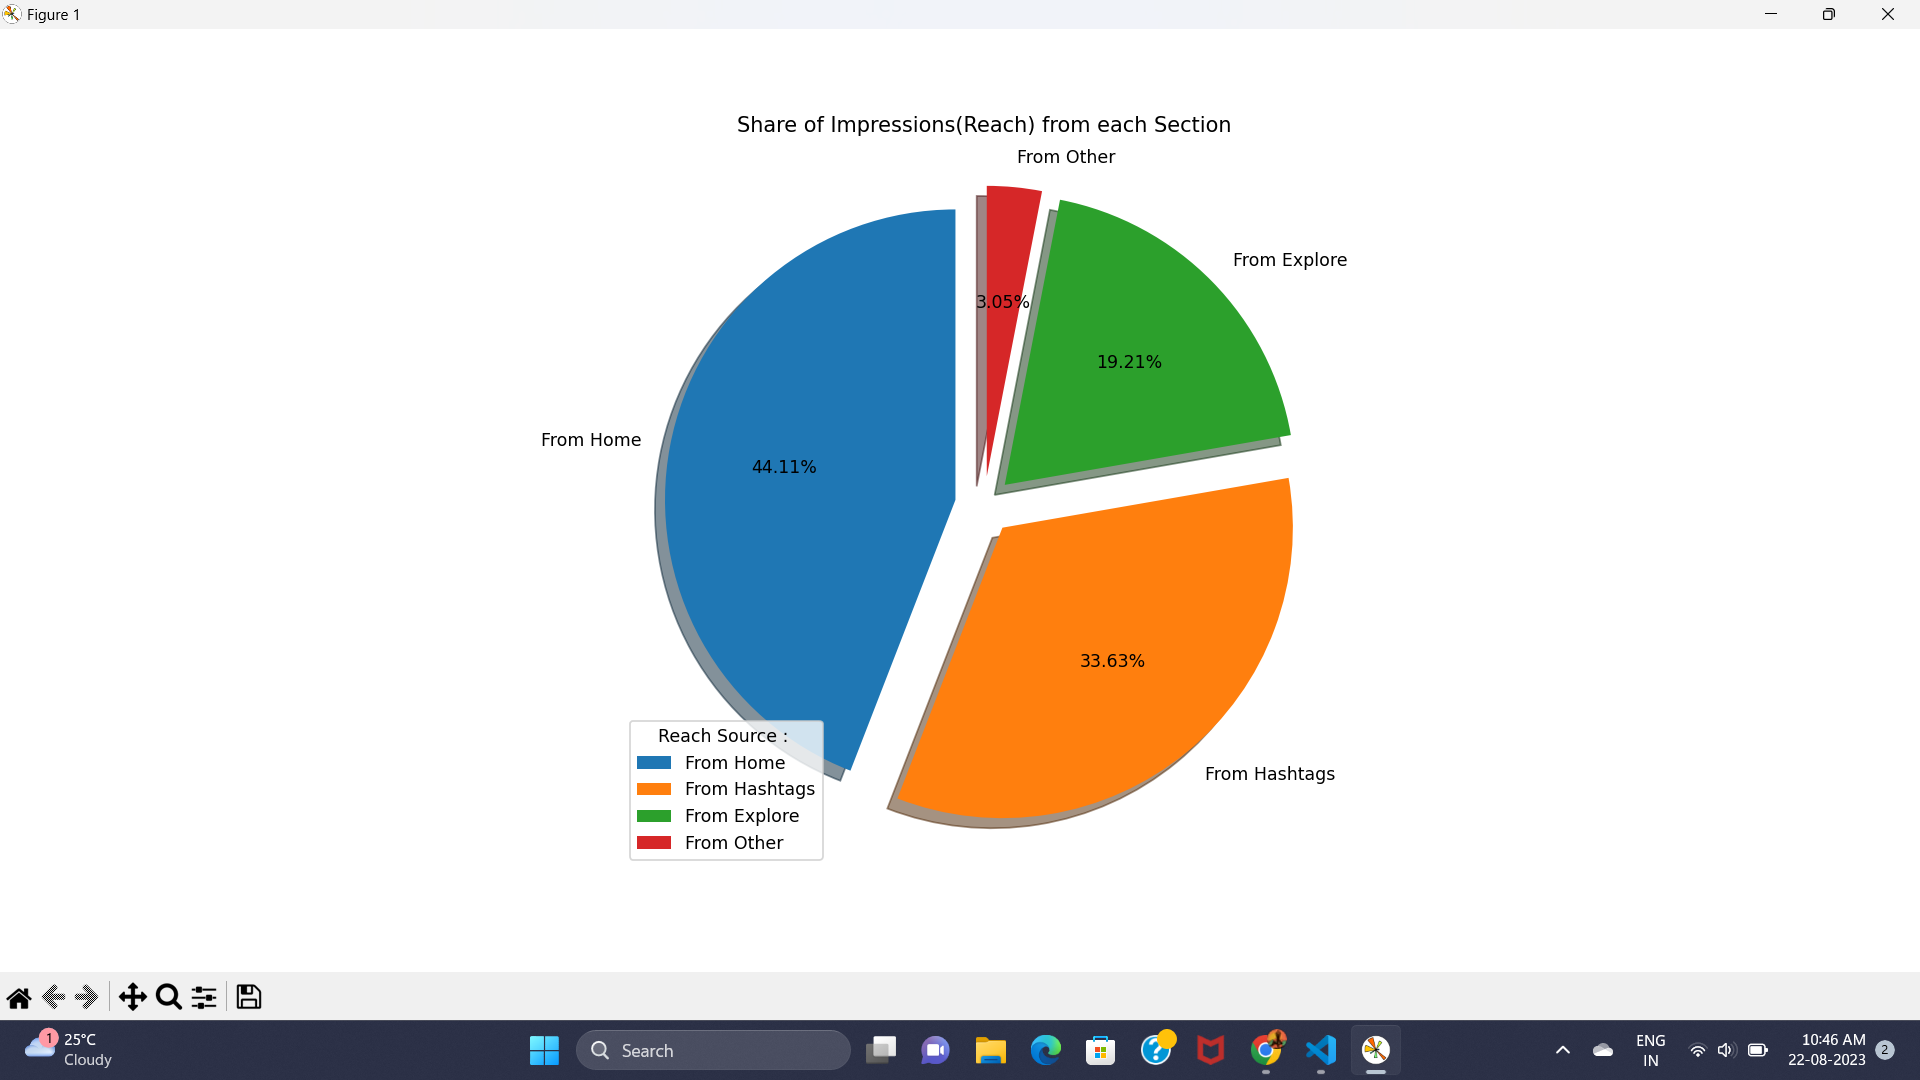 Figure 1
Share of Impressions(Reach) from each Section
From Other
From Explore
3.05%
19.21%
From Home
44.11%
33.63%
From Hashtags
Reach Source :
From Home
From Hashtags
From Explore
From Other
1
25°C
Cloudy
Search
ENG
IN
10:46 AM
22-08-2023
2